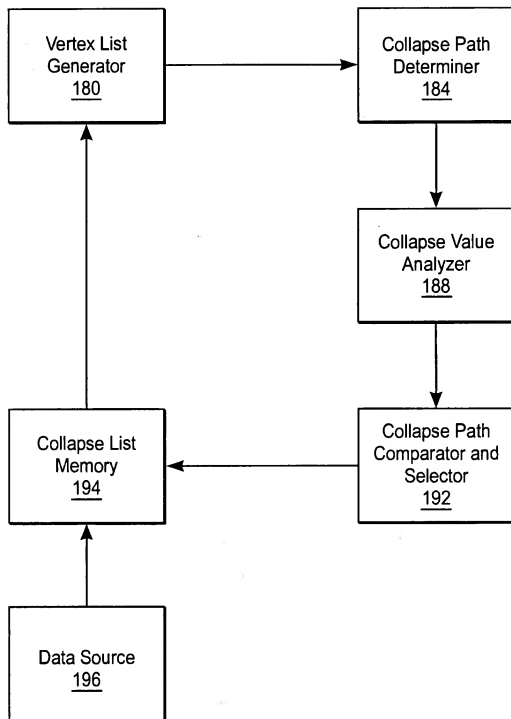 Vertex List
Generator
180
Collapse Path
Determiner
184
Collapse Value
Analyzer
188
Collapse List
Memory
194
Collapse Path
Comparator and
Selector
192
Data Source
196